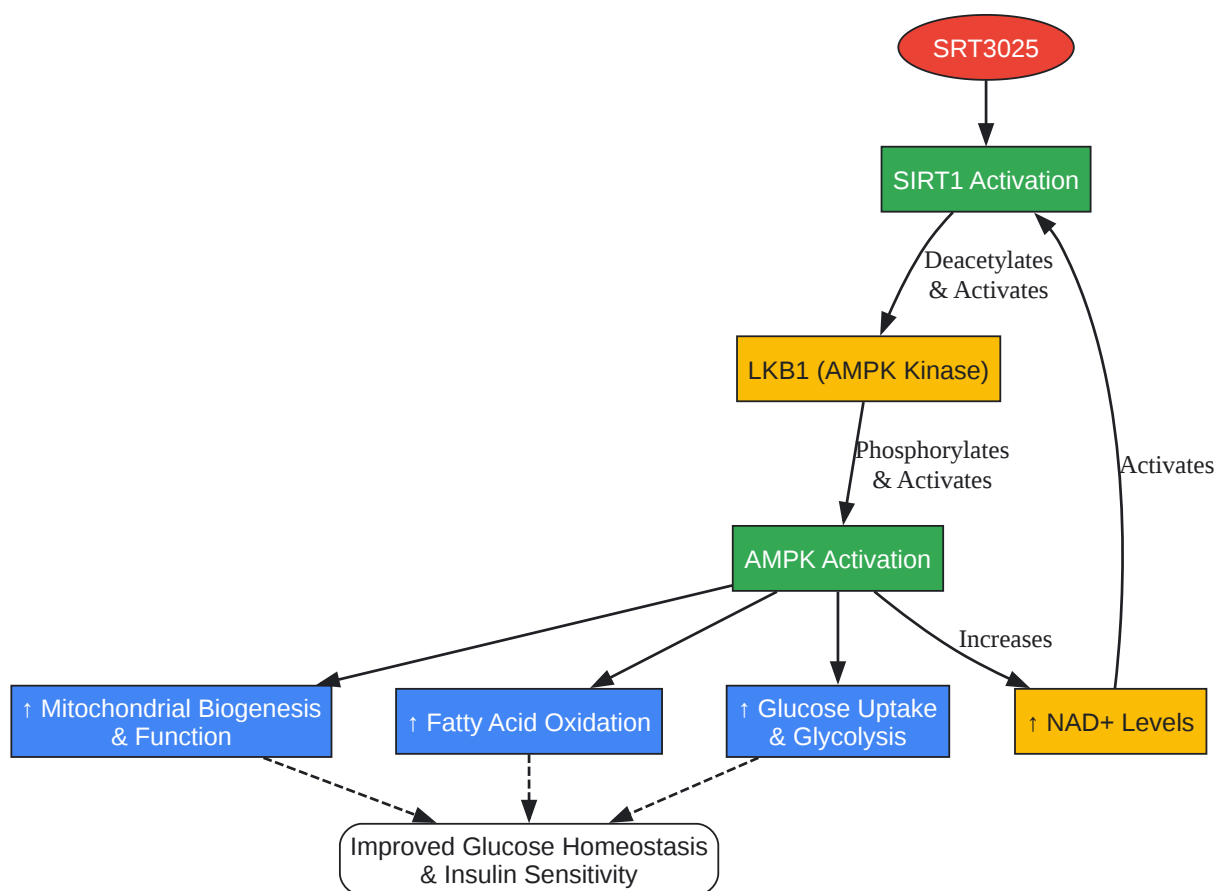 SRT3025
SIRT1 Activation
Deacetylates
& Activates
LKB1 (AMPK Kinase)
Phosphorylates
& Activates
Activates
AMPK Activation
Increases
↑ Mitochondrial Biogenesis
& Function
↑ Fatty Acid Oxidation
↑ Glucose Uptake
& Glycolysis
↑ NAD+ Levels
Improved Glucose Homeostasis
& Insulin Sensitivity